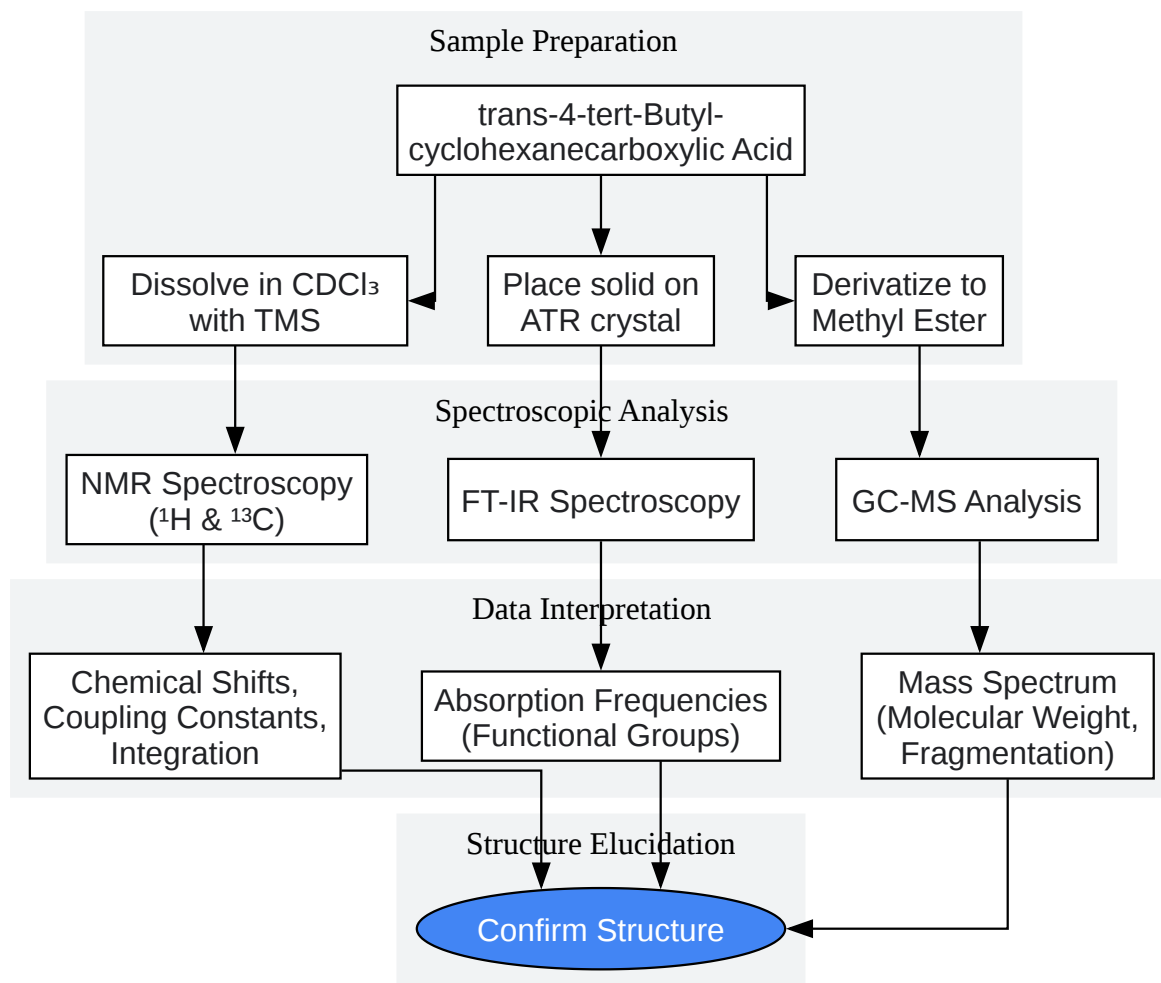 Sample Preparation
trans-4-tert-Butyl-
cyclohexanecarboxylic Acid
Dissolve in CDCl₃
with TMS
Place solid on
ATR crystal
Derivatize to
Methyl Ester
Spectroscopic Analysis
NMR Spectroscopy
(¹H & ¹³C)
FT-IR Spectroscopy
GC-MS Analysis
Data Interpretation
Chemical Shifts,
Coupling Constants,
Integration
Absorption Frequencies
(Functional Groups)
Mass Spectrum
(Molecular Weight,
Fragmentation)
Structure Elucidation
Confirm Structure